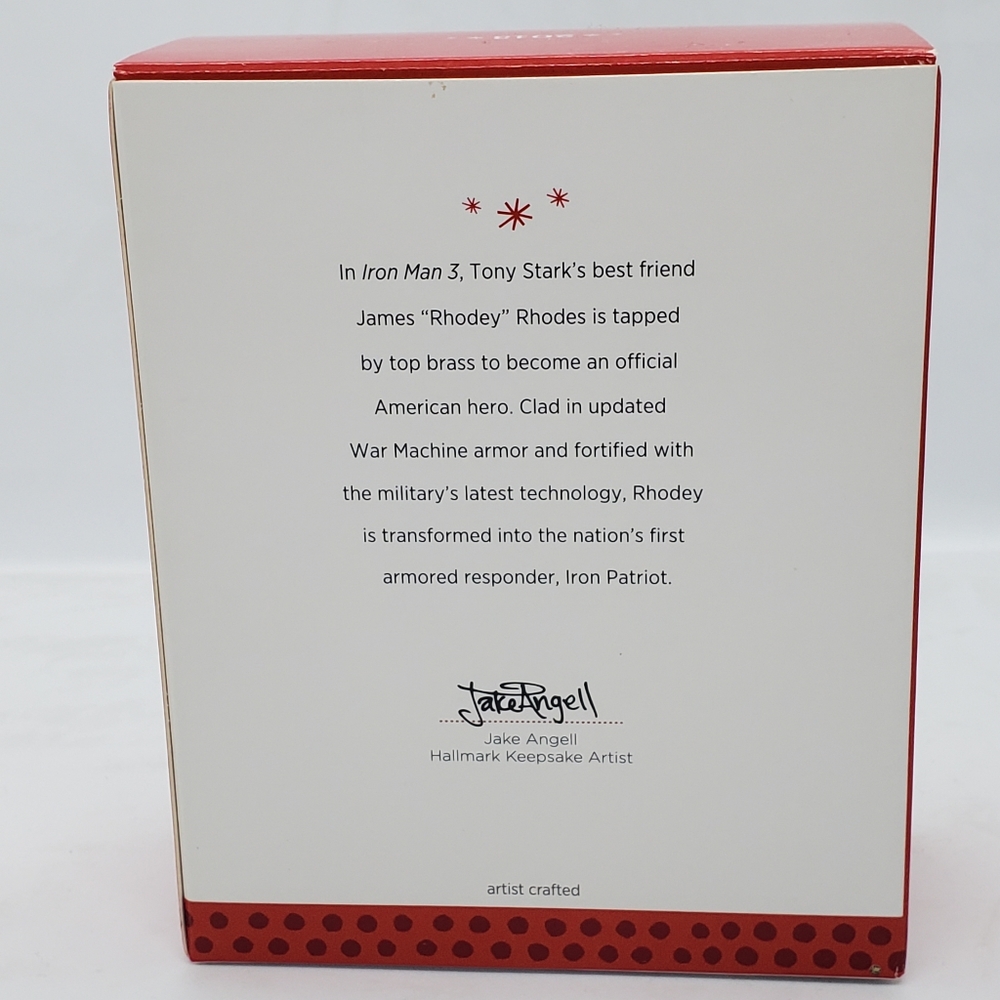 In Iron Man 3, Tony Stark's best friend
James “Rhodey” Rhodes is tapped
by top brass to become an official
American hero. Clad in updated
War Machine armor and fortified with
the military's latest technology, Rhodey
is transformed into the nation's first
armored responder, Iron Patriot.
Jake Angell
Jake Angell
Hallmark Keepsake Artist
artist crafted